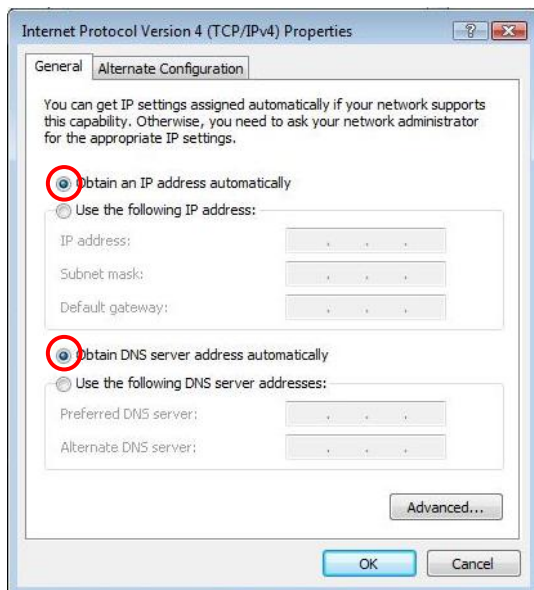 Internet Protocol Version 4 (TCP/IPv4) Properties
General
Alternate Configuration
You can get IP settings assigned automatically if your network supports
this capability. Otherwise, you need to ask your network administrator
for the appropriate IP settings.
Obtain an IP address automatically
Use the following IP address:
IP address:
Subnet mask:
Default gateway:
Obtain DNS server address automatically
Use the following DNS server addresses:
Preferred DNS server:
Alternate DNS server:
Advanced...
OK
Cancel